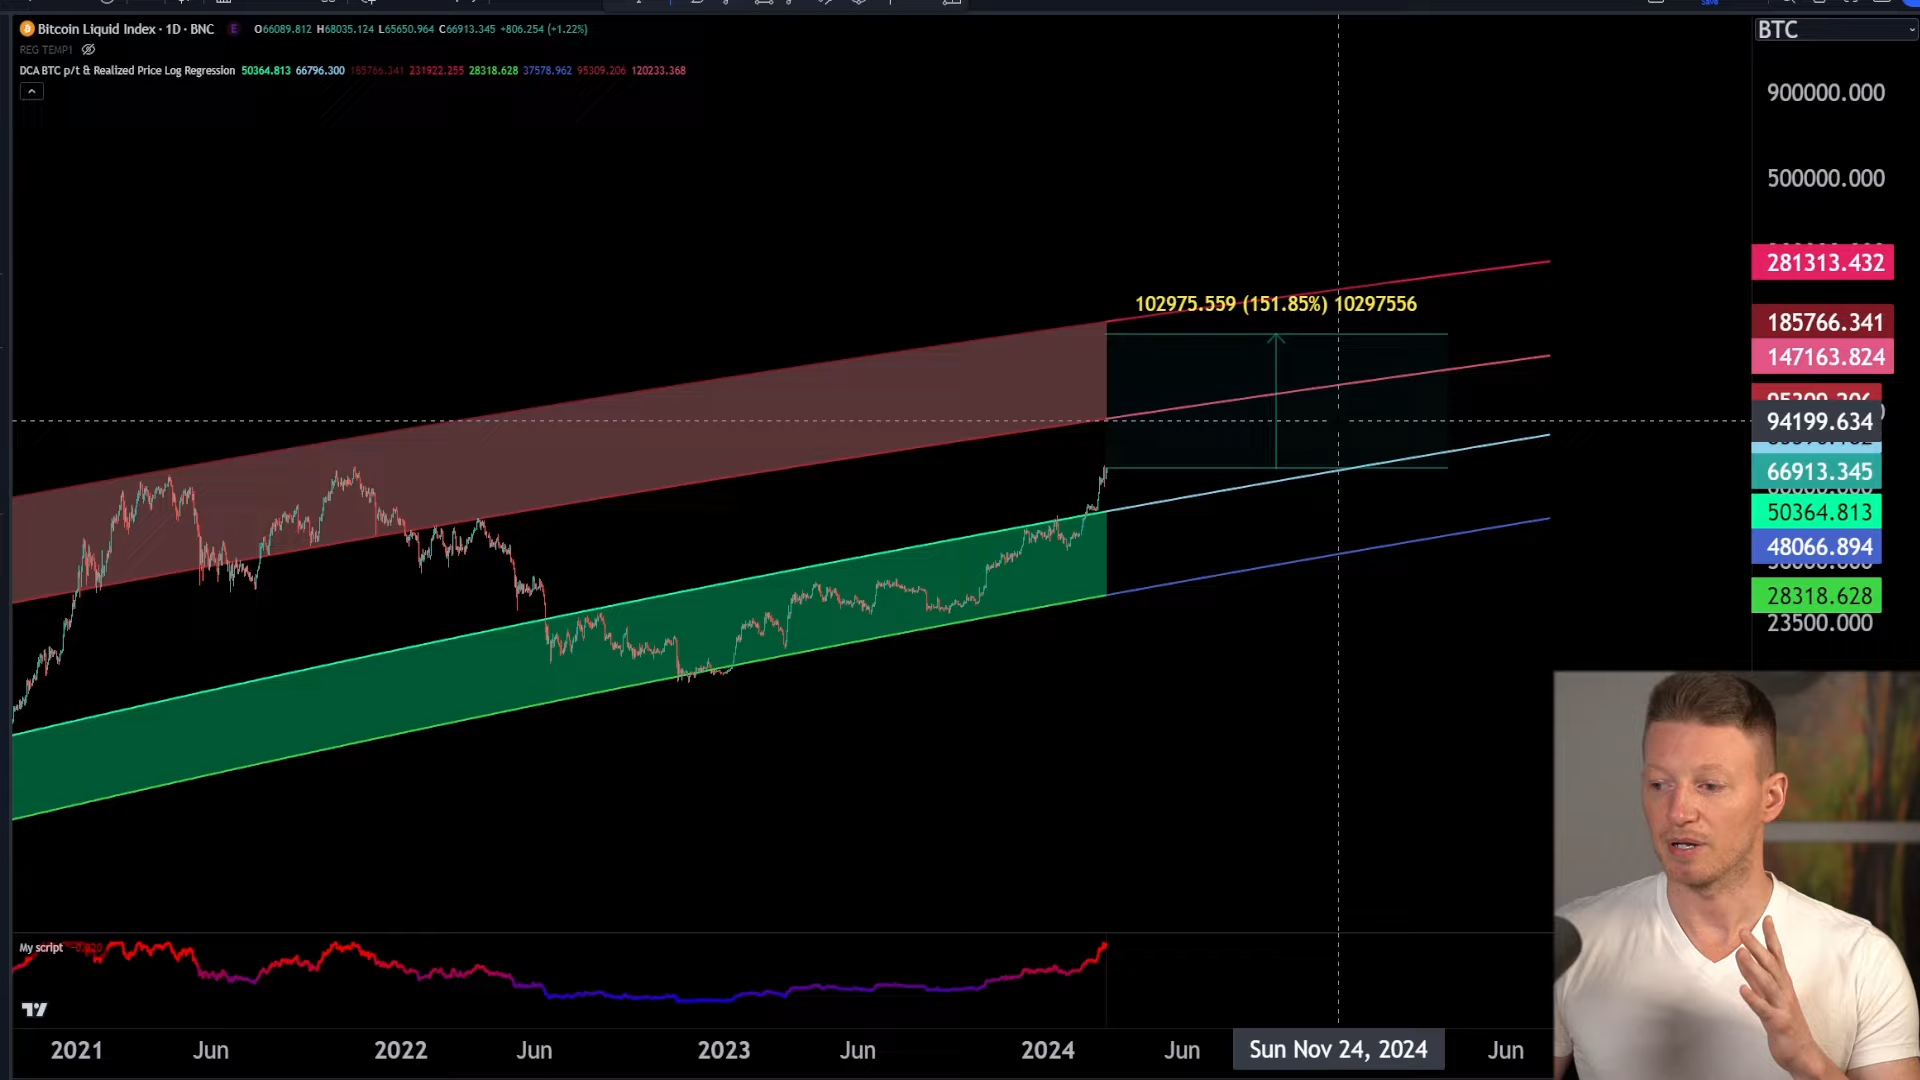 Bitcoin Liquid Index · 1D · BNC E O66089.812 H68035.124 L65650.964 C66913.345 +806.254 (+1.22%)
REG TEMP1
DCA BTC p/t & Realized Price Log Regression 50364.813 66796.300 185766.341 231922.255 28318.628 37578.962 95309.206 120233.368
Save
BTC
900000.000
500000.000
281313.432
185766.341
147163.824
95309.206
94199.634
66913.345
50364.813
48066.894
28318.628
23500.000
102975.559 (151.85%) 10297556
My script
2021
Jun
2022
Jun
2023
Jun
2024
Jun
Sun Nov 24, 2024
Jun